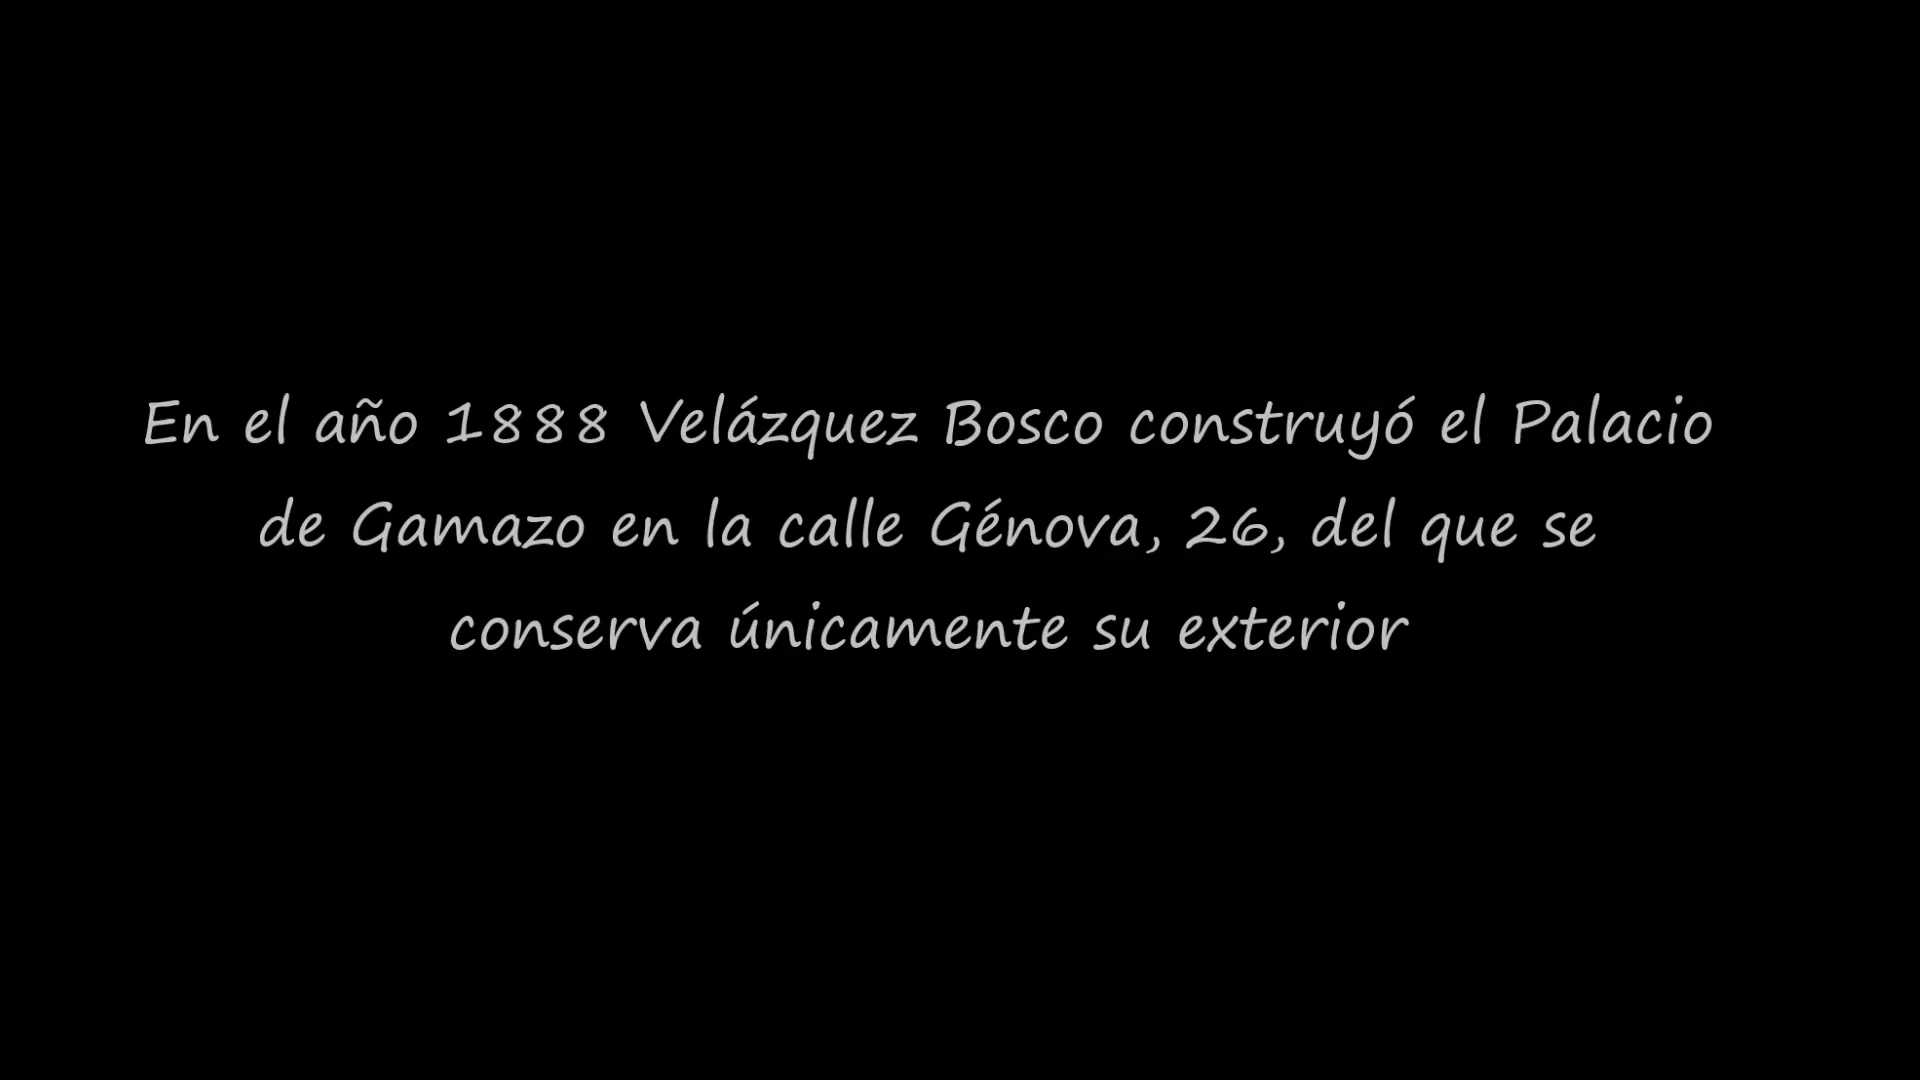 En el año 1888 Velázquez Bosco construyó el Palacio
de Gamazo en la calle Génova, 26, del que se
conserva únicamente su exterior